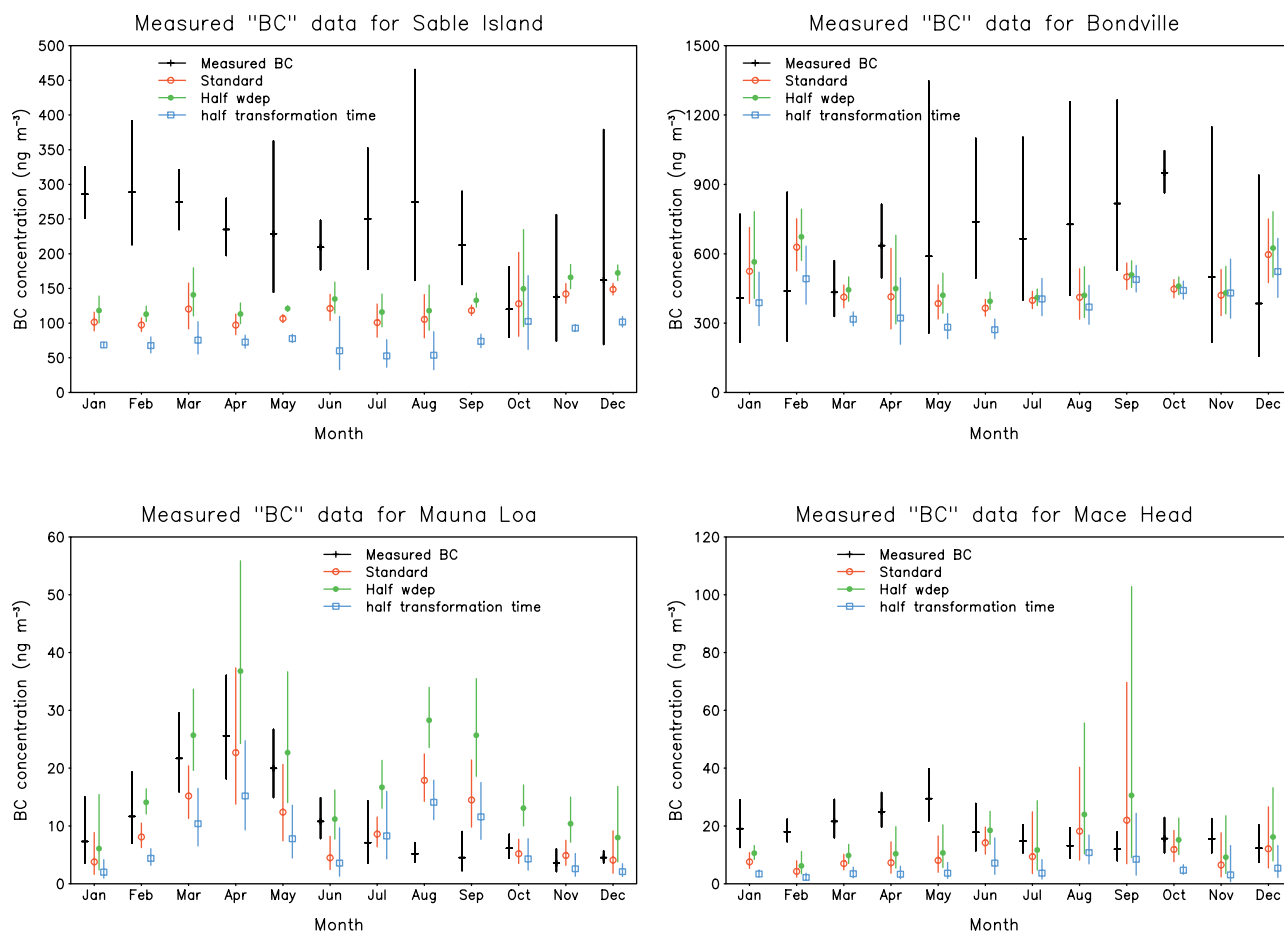 Measured "BC" data for Sable Island
500
450
400
350
300
250
200
150
100
50
0
BC concentration (ng m⁻³)
Measured BC
Standard
Half wdep
half transformation time
Jan Feb Mar Apr May Jun Jul Aug Sep Oct Nov Dec
Month
Measured "BC" data for Bondville
1500
1200
900
600
300
0
BC concentration (ng m⁻³)
Measured BC
Standard
Half wdep
half transformation time
Jan Feb Mar Apr May Jun Jul Aug Sep Oct Nov Dec
Month
Measured "BC" data for Mauna Loa
60
50
40
30
20
10
0
BC concentration (ng m⁻³)
Measured BC
Standard
Half wdep
half transformation time
Jan Feb Mar Apr May Jun Jul Aug Sep Oct Nov Dec
Month
Measured "BC" data for Mace Head
120
100
80
60
40
20
0
BC concentration (ng m⁻³)
Measured BC
Standard
Half wdep
half transformation time
Jan Feb Mar Apr May Jun Jul Aug Sep Oct Nov Dec
Month